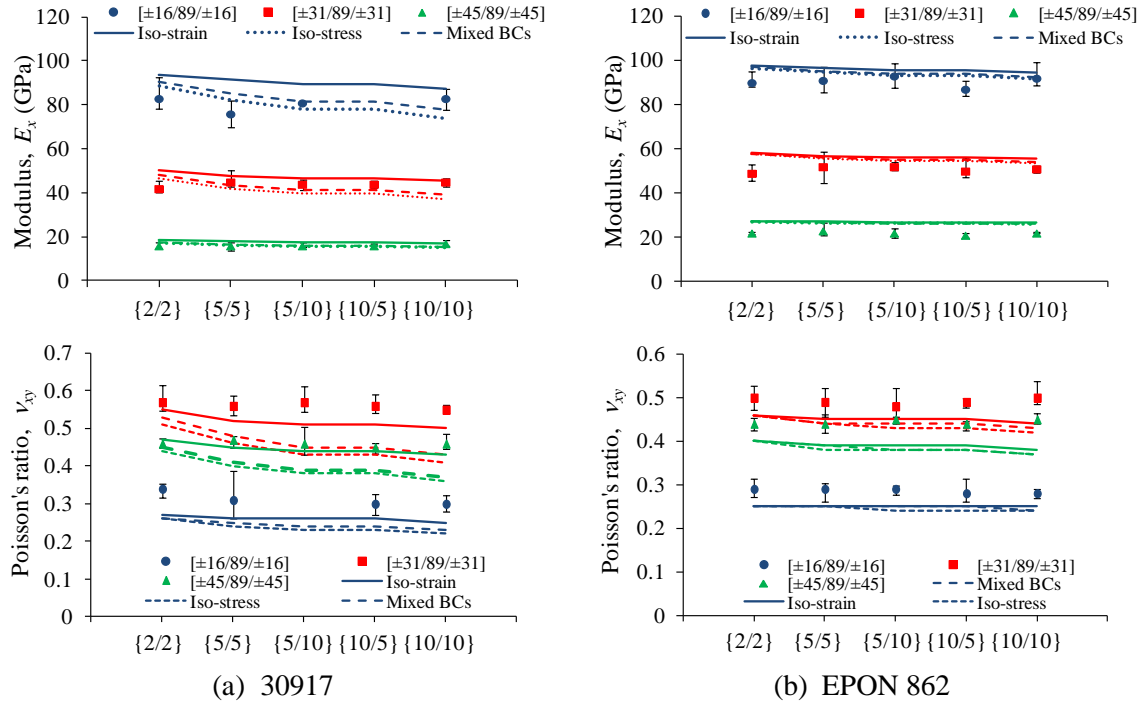 [±16/89/±16] [±31/89/±31] [±45/89/±45]
Iso-strain Iso-stress Mixed BCs
120
100
80
60
40
20
0
Modulus, Ex (GPa)
{2/2} {5/5} {5/10} {10/5} {10/10}
[±16/89/±16] [±31/89/±31] [±45/89/±45]
Iso-strain Iso-stress Mixed BCs
120
100
80
60
40
20
0
Modulus, Ex (GPa)
{2/2} {5/5} {5/10} {10/5} {10/10}
0.7
0.6
0.5
0.4
0.3
0.2
0.1
0
Poisson's ratio, νxy
[±16/89/±16] [±31/89/±31]
[±45/89/±45] Iso-strain
Iso-stress Mixed BCs
{2/2} {5/5} {5/10} {10/5} {10/10}
0.6
0.5
0.4
0.3
0.2
0.1
0
Poisson's ratio, νxy
[±16/89/±16] [±31/89/±31]
[±45/89/±45] Mixed BCs
Iso-strain Iso-stress
{2/2} {5/5} {5/10} {10/5} {10/10}
(a) 30917
(b) EPON 862